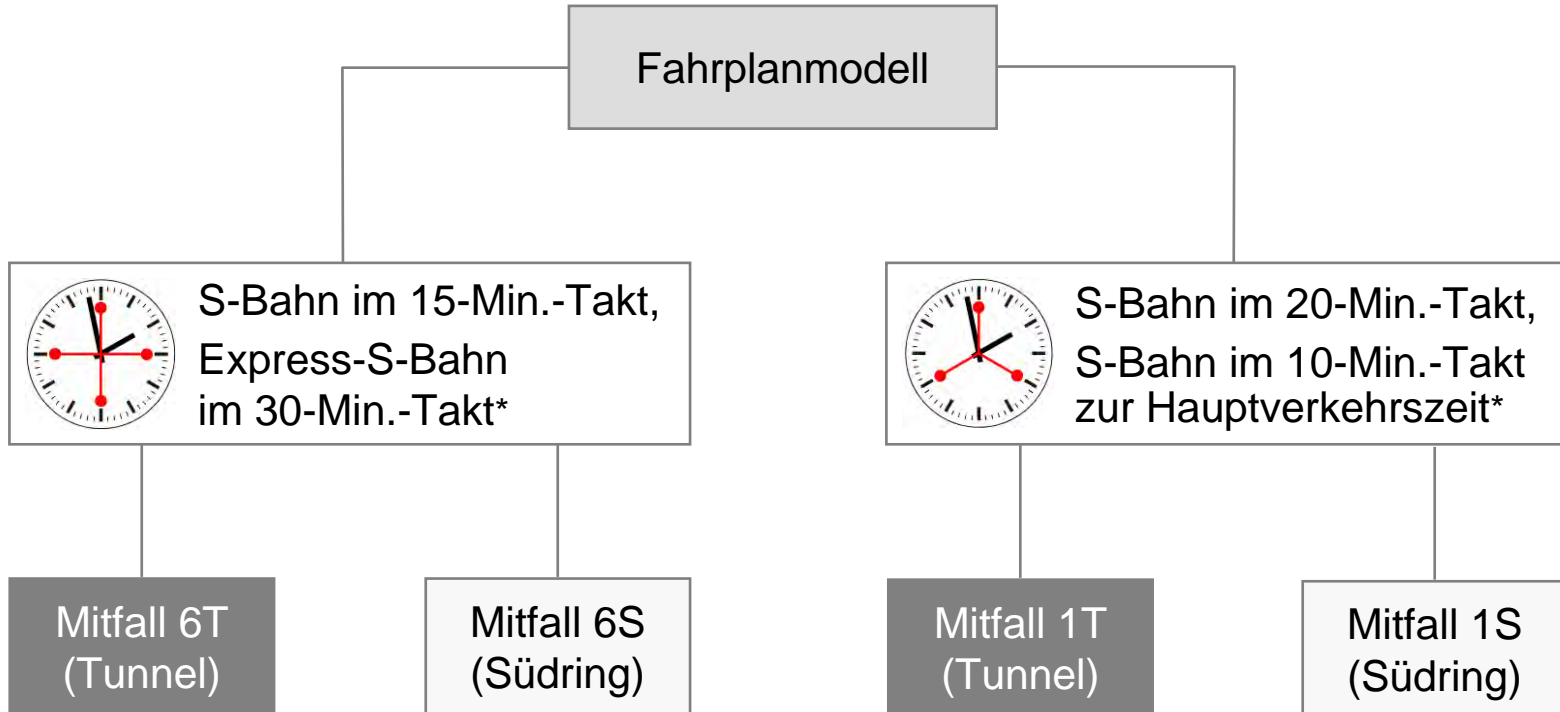 Fahrplanmodell
S-Bahn im 15-Min.-Takt,
Express-S-Bahn
im 30-Min.-Takt*
S-Bahn im 20-Min.-Takt,
S-Bahn im 10-Min.-Takt
zur Hauptverkehrszeit*
Mitfall 6T
(Tunnel)
Mitfall 6S
(Südring)
Mitfall 1T
(Tunnel)
Mitfall 1S
(Südring)